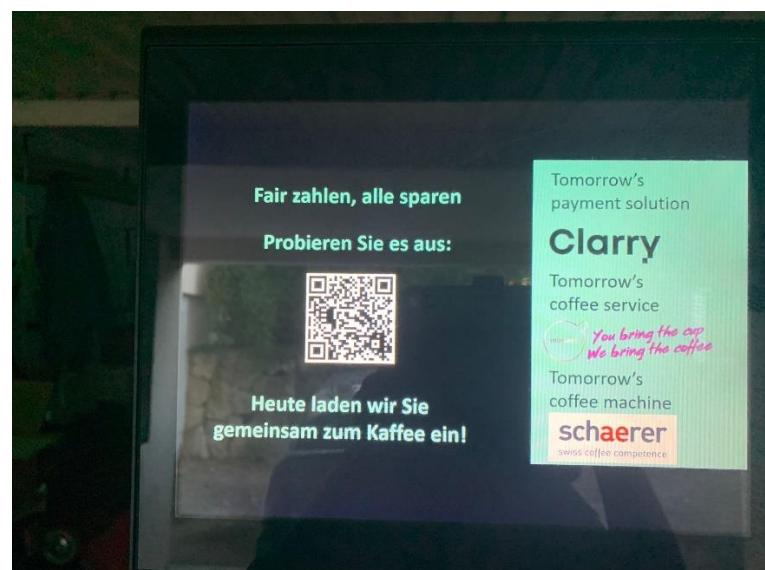 Fair zahlen, alle sparen
Probieren Sie es aus:
Heute laden wir Sie
gemeinsam zum Kaffee ein!
Tomorrow's
payment solution
Clarry
Tomorrow's
coffee service
You bring the cup
We bring the coffee
Tomorrow's
coffee machine
schaerer
swiss coffee competence